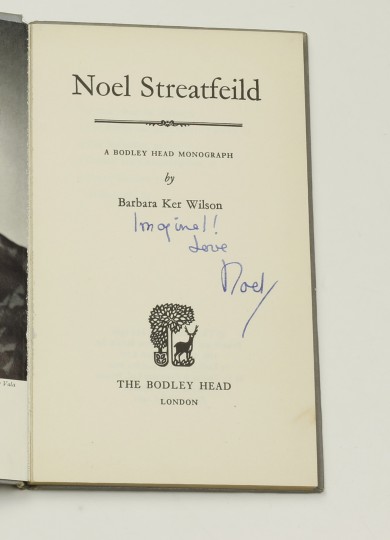 Noel Streatfeild
A BODLEY HEAD MONOGRAPH
by
Barbara Ker Wilson
Imagine!
Love
Noel
THE BODLEY HEAD
LONDON